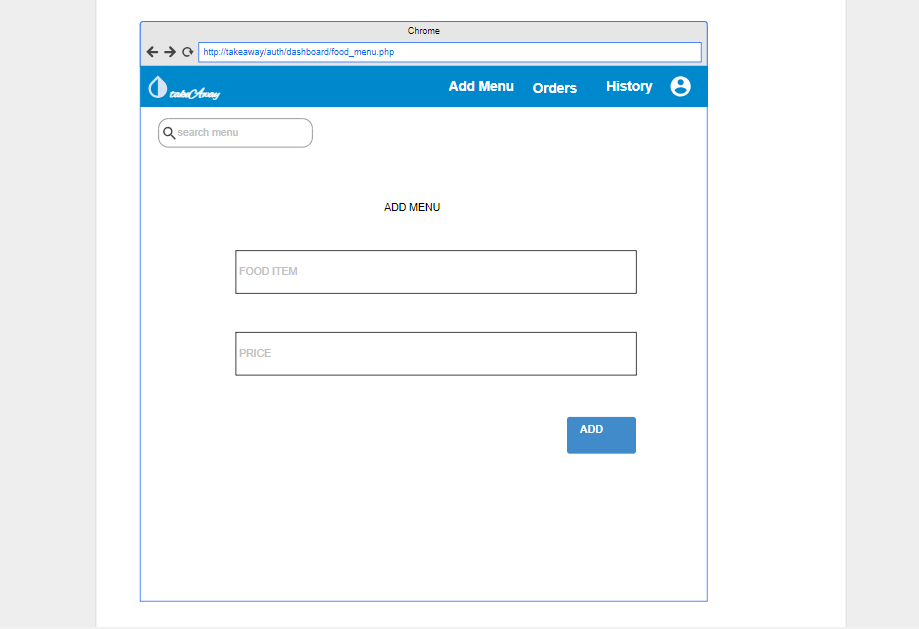 Chrome
http://takeaway/auth/dashboard/food_menu.php
takeAway Add Menu Orders History
search menu
ADD MENU
FOOD ITEM
PRICE
ADD